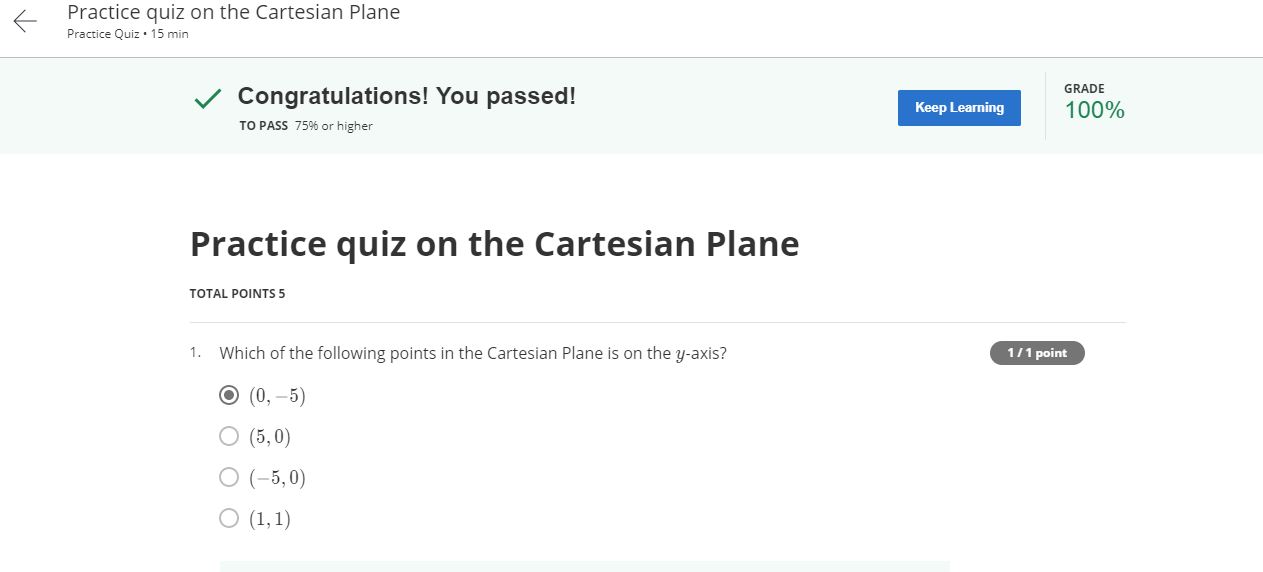 Practice quiz on the Cartesian Plane
Practice Quiz • 15 min
Congratulations! You passed!
TO PASS 75% or higher
Keep Learning
GRADE
100%
Practice quiz on the Cartesian Plane
TOTAL POINTS 5
1. Which of the following points in the Cartesian Plane is on the y-axis?
1 / 1 point
(0, −5)
(5, 0)
(−5, 0)
(1, 1)